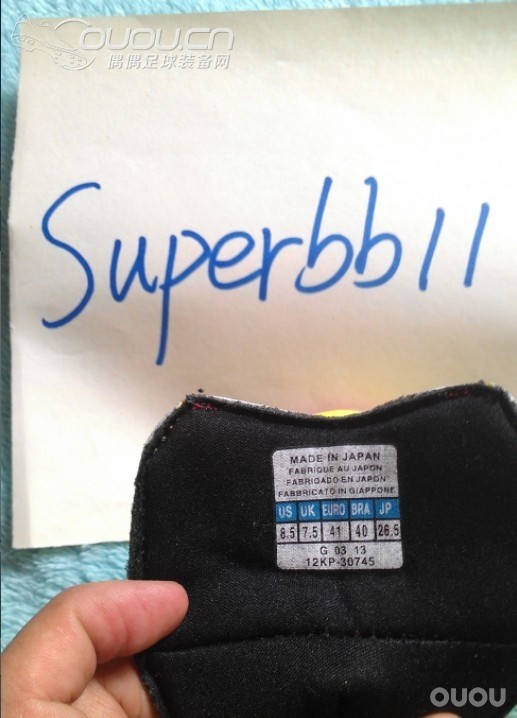 OUOU.CN
偶偶足球装备网
Superbb11
MADE IN JAPAN
FABRIQUE AU JAPON
FABRIGADO EN JAPON
FABBRICATO IN GIAPPONE
US UK EURO BRA JP
8.5 7.5 41 40 26.5
G 03 13
12KP-30745
OUOU